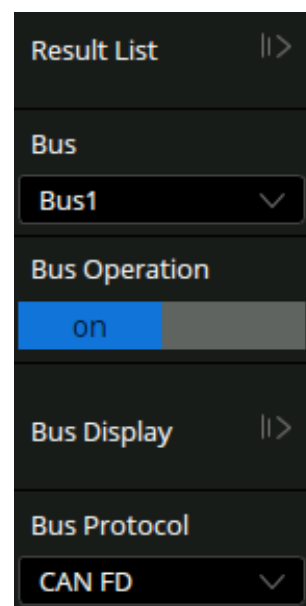 Result List
Bus
Bus1
Bus Operation
on
Bus Display
Bus Protocol
CAN FD